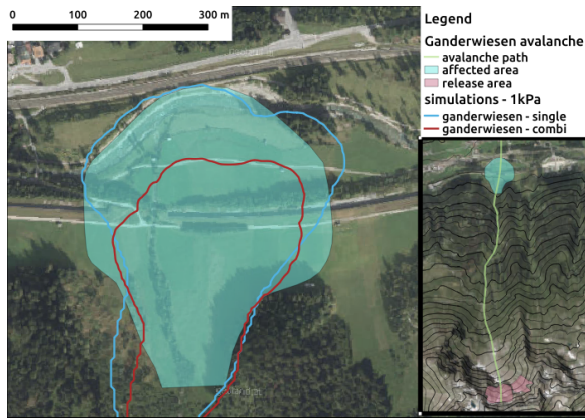 0 100 200 300 m
Legend
Ganderwiesen avalanche
avalanche path
affected area
release area
simulations - 1kPa
ganderwiesen - single
ganderwiesen - combi